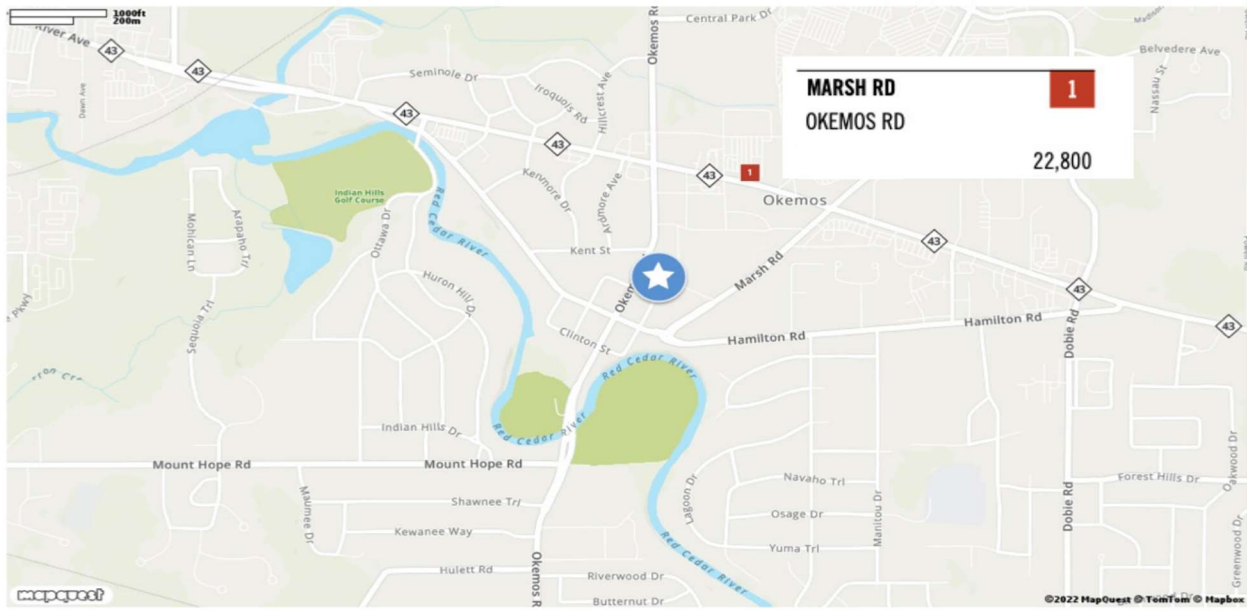 1000ft
200m
River Ave
43
43
Central Park Dr
Okemos Rd
Belvedere Ave
Nassau St
Dawn Ave
Seminole Dr
Iroquois Rd
Hillcrest Ave
43
43
MARSH RD
1
OKEMOS RD
22,800
43
1
Okemos
Indian Hills
Golf Course
Red Cedar River
Kenmore Dr
Ardmore Ave
Mohican Ln
Arapaho Trl
Ottawa Dr
Kent St
43
Marsh Rd
Huron Hill Dr
Sequoia Trl
e Pkwy
Clinton St
43
Hamilton Rd
Hamilton Rd
Dobie Rd
43
Red Cedar River
Indian Hills Dr
Red Cedar River
Mount Hope Rd
Mount Hope Rd
Maumee Dr
Shawnee Trl
Kewanee Way
Hulett Rd
Okemos R
Riverwood Dr
Butternut Dr
Lagoon Dr
Navaho Trl
Osage Dr
Yuma Trl
Manitou Dr
Red Cedar River
Dobie Rd
Forest Hills Dr
Oakwood Dr
Greenwood Dr
mapquest
©2022 MapQuest © TomTom © Mapbox